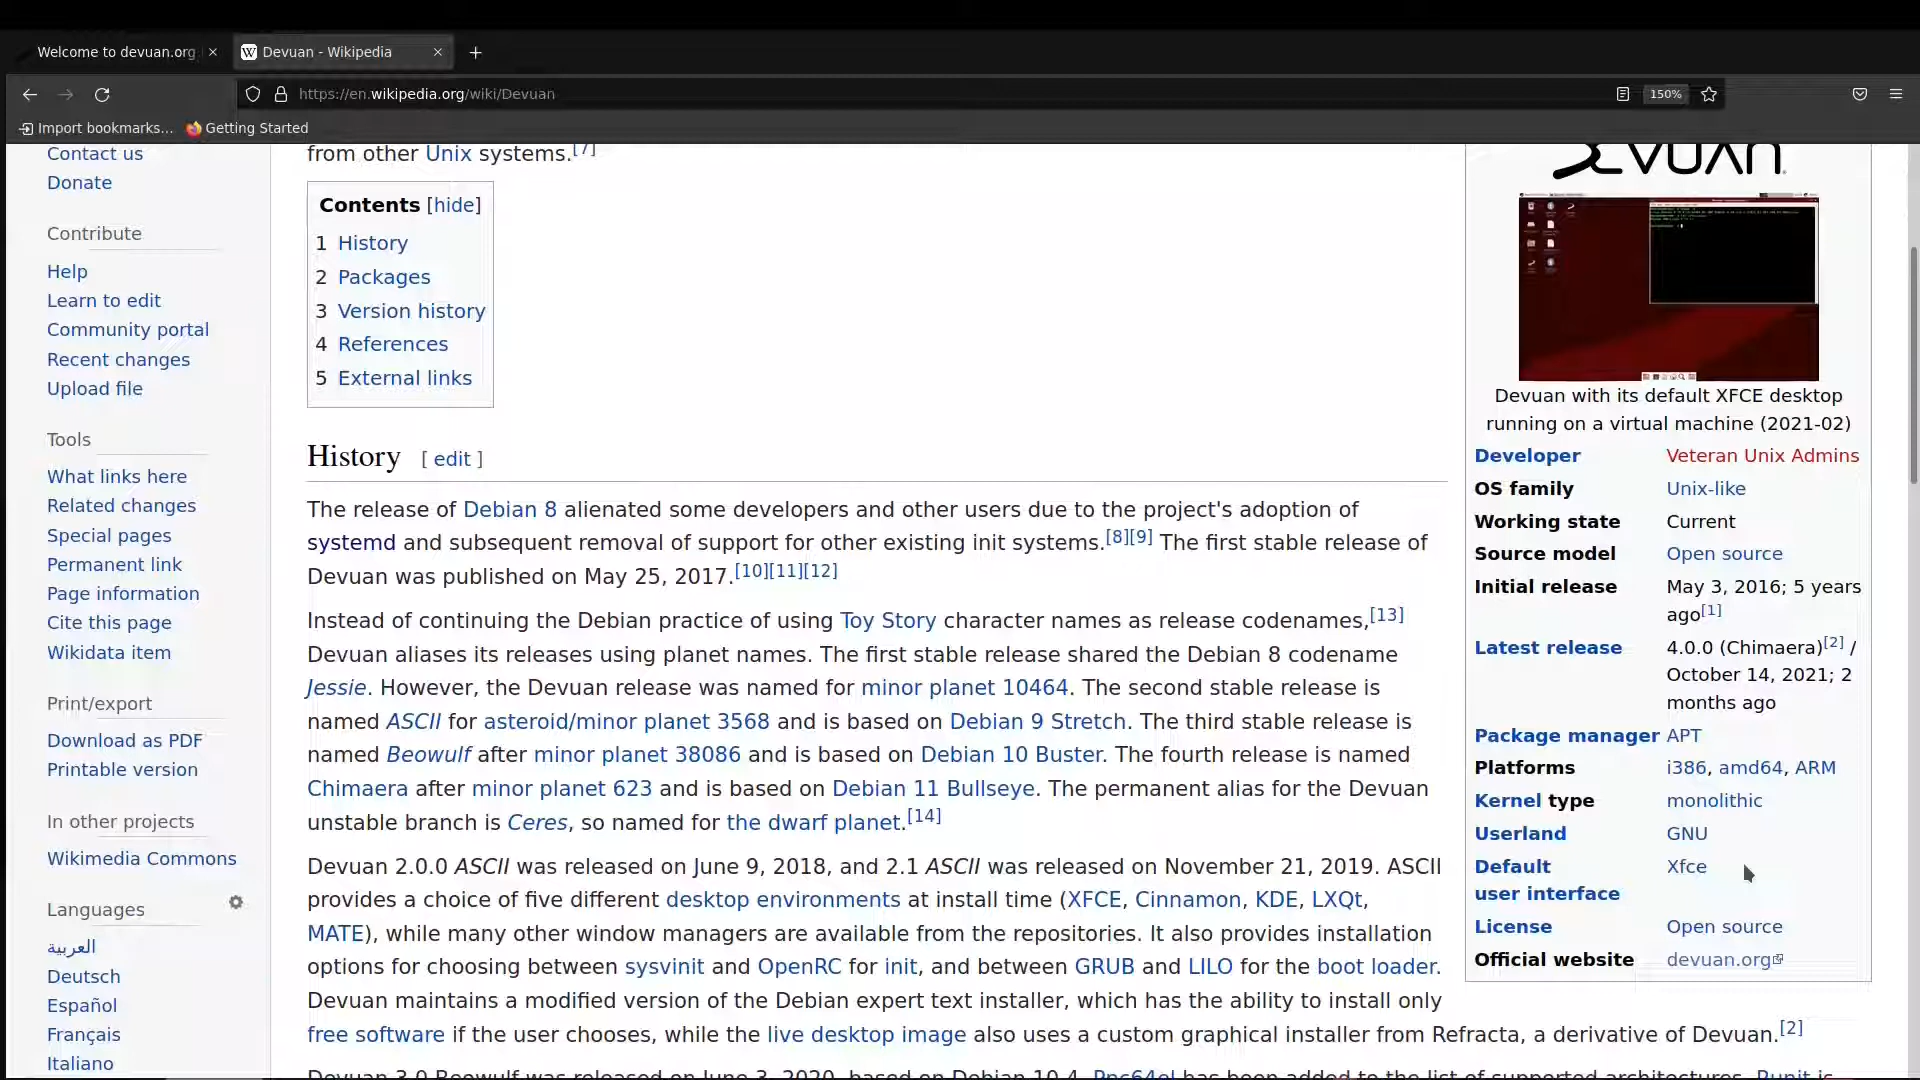 Welcome to devuan.org
Devuan - Wikipedia
https://en.wikipedia.org/wiki/Devuan
150%
Import bookmarks...
Getting Started
Contact us
Donate
Contribute
Help
Learn to edit
Community portal
Recent changes
Upload file
Tools
What links here
Related changes
Special pages
Permanent link
Page information
Cite this page
Wikidata item
Print/export
Download as PDF
Printable version
In other projects
Wikimedia Commons
Languages
العربية
Deutsch
Español
Français
Italiano
from other Unix systems.[7]
Contents [hide]
1 History
2 Packages
3 Version history
4 References
5 External links
History [ edit ]
The release of Debian 8 alienated some developers and other users due to the project's adoption of
systemd and subsequent removal of support for other existing init systems.[8][9] The first stable release of
Devuan was published on May 25, 2017.[10][11][12]
Instead of continuing the Debian practice of using Toy Story character names as release codenames,[13]
Devuan aliases its releases using planet names. The first stable release shared the Debian 8 codename
Jessie. However, the Devuan release was named for minor planet 10464. The second stable release is
named ASCII for asteroid/minor planet 3568 and is based on Debian 9 Stretch. The third stable release is
named Beowulf after minor planet 38086 and is based on Debian 10 Buster. The fourth release is named
Chimaera after minor planet 623 and is based on Debian 11 Bullseye. The permanent alias for the Devuan
unstable branch is Ceres, so named for the dwarf planet.[14]
Devuan 2.0.0 ASCII was released on June 9, 2018, and 2.1 ASCII was released on November 21, 2019. ASCII
provides a choice of five different desktop environments at install time (XFCE, Cinnamon, KDE, LXQt,
MATE), while many other window managers are available from the repositories. It also provides installation
options for choosing between sysvinit and OpenRC for init, and between GRUB and LILO for the boot loader.
Devuan maintains a modified version of the Debian expert text installer, which has the ability to install only
free software if the user chooses, while the live desktop image also uses a custom graphical installer from Refracta, a derivative of Devuan.[2]
Devuan 3.0 Beowulf was released on June 3, 2020, based on Debian 10.4. Ppc64el has been added to the list of supported architectures. Runit is
DEVUAN
Devuan with its default XFCE desktop
running on a virtual machine (2021-02)
Developer Veteran Unix Admins
OS family Unix-like
Working state Current
Source model Open source
Initial release May 3, 2016; 5 years
ago[1]
Latest release 4.0.0 (Chimaera)[2] /
October 14, 2021; 2
months ago
Package manager APT
Platforms i386, amd64, ARM
Kernel type monolithic
Userland GNU
Default Xfce
user interface
License Open source
Official website devuan.org